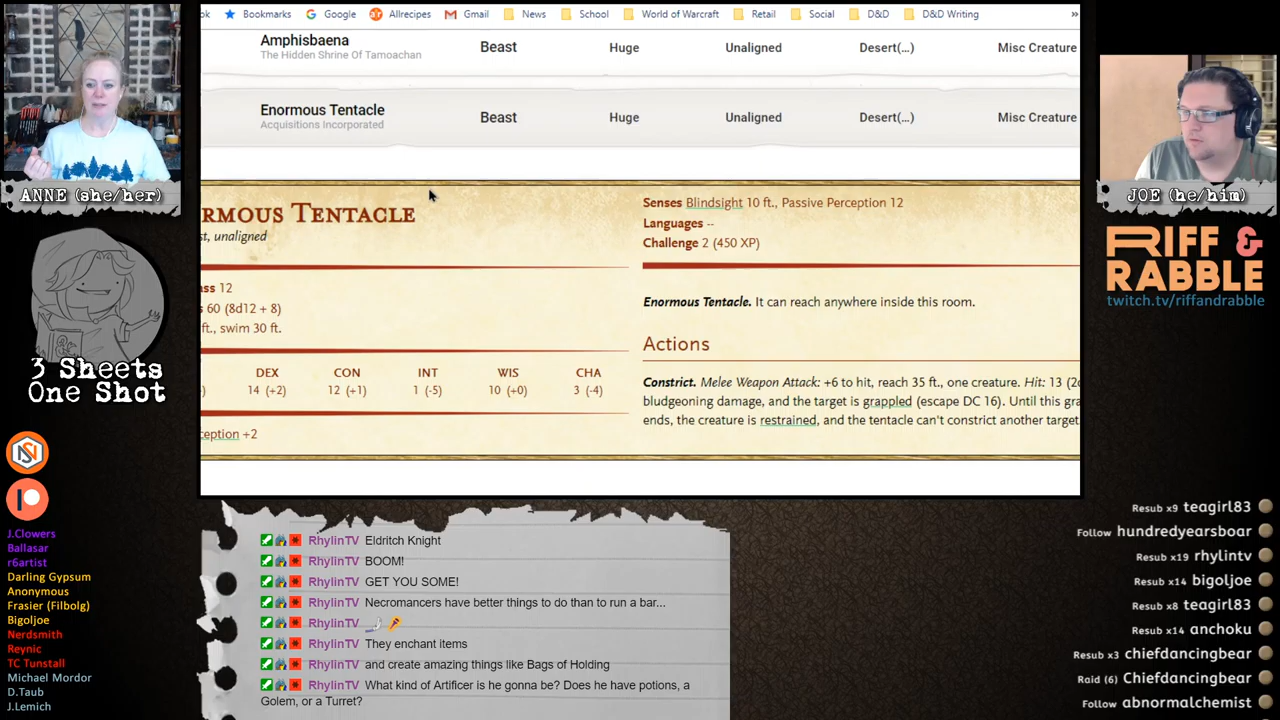 ok Bookmarks Google Allrecipes Gmail News School World of Warcraft Retail Social D&D D&D Writing »
Amphisbaena Beast Huge Unaligned Desert(...) Misc Creature
The Hidden Shrine Of Tamoachan
Enormous Tentacle Beast Huge Unaligned Desert(...) Misc Creature
Acquisitions Incorporated
ANNE (she/her)
JOE (he/him)
RMOUS TENTACLE
st, unaligned
ass 12
s 60 (8d12 + 8)
ft., swim 30 ft.
DEX CON INT WIS CHA
14 (+2) 12 (+1) 1 (-5) 10 (+0) 3 (-4)
ception +2
Senses Blindsight 10 ft., Passive Perception 12
Languages --
Challenge 2 (450 XP)
Enormous Tentacle. It can reach anywhere inside this room.
Actions
Constrict. Melee Weapon Attack: +6 to hit, reach 35 ft., one creature. Hit: 13 (2
bludgeoning damage, and the target is grappled (escape DC 16). Until this gra
ends, the creature is restrained, and the tentacle can't constrict another target
RIFF &
RABBLE
twitch.tv/riffandrabble
3 Sheets
One Shot
J.Clowers
Ballasar
r6artist
Darling Gypsum
Anonymous
Frasier (Filbolg)
Bigoljoe
Nerdsmith
Reynic
TC Tunstall
Michael Mordor
D.Taub
J.Lemich
RhylinTV Eldritch Knight
RhylinTV BOOM!
RhylinTV GET YOU SOME!
RhylinTV Necromancers have better things to do than to run a bar...
RhylinTV
RhylinTV They enchant items
RhylinTV and create amazing things like Bags of Holding
RhylinTV What kind of Artificer is he gonna be? Does he have potions, a
Golem, or a Turret?
Resub x9 teagirl83
Follow hundredyearsboar
Resub x19 rhylintv
Resub x14 bigoljoe
Resub x8 teagirl83
Resub x14 anchoku
Resub x3 chiefdancingbear
Raid (6) Chiefdancingbear
Follow abnormalchemist